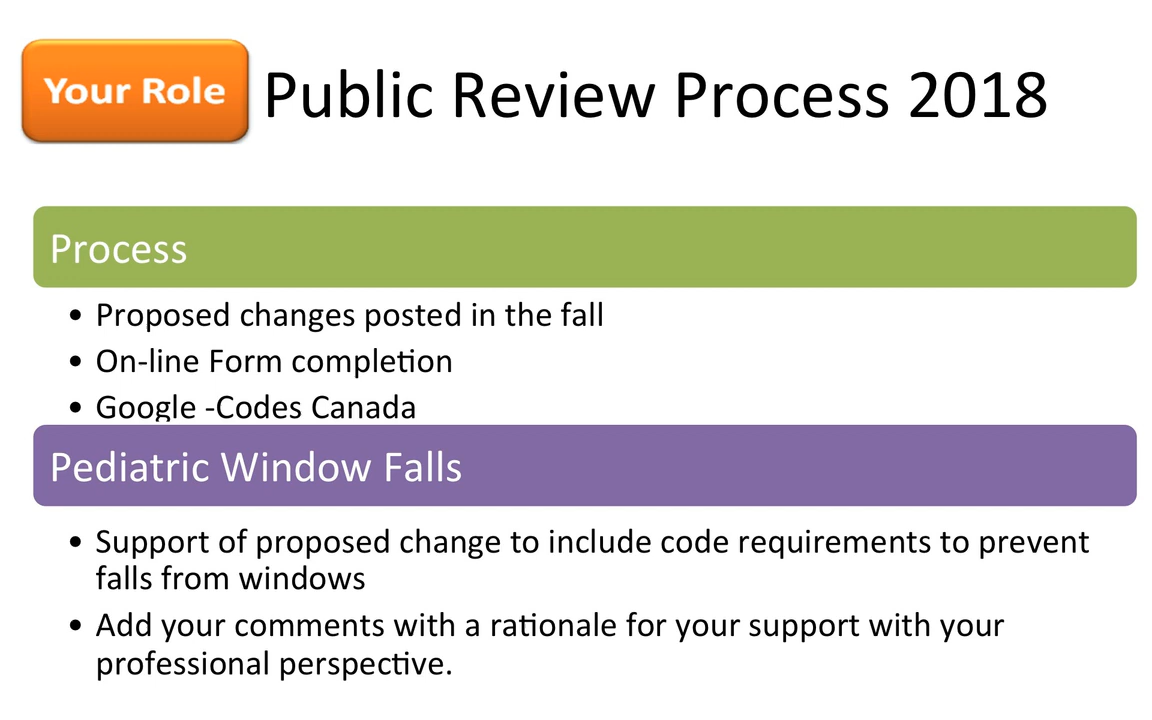 Your Role
Public Review Process 2018
Process
• Proposed changes posted in the fall
• On-line Form completion
• Google -Codes Canada
Pediatric Window Falls
• Support of proposed change to include code requirements to prevent
falls from windows
• Add your comments with a rationale for your support with your
professional perspective.